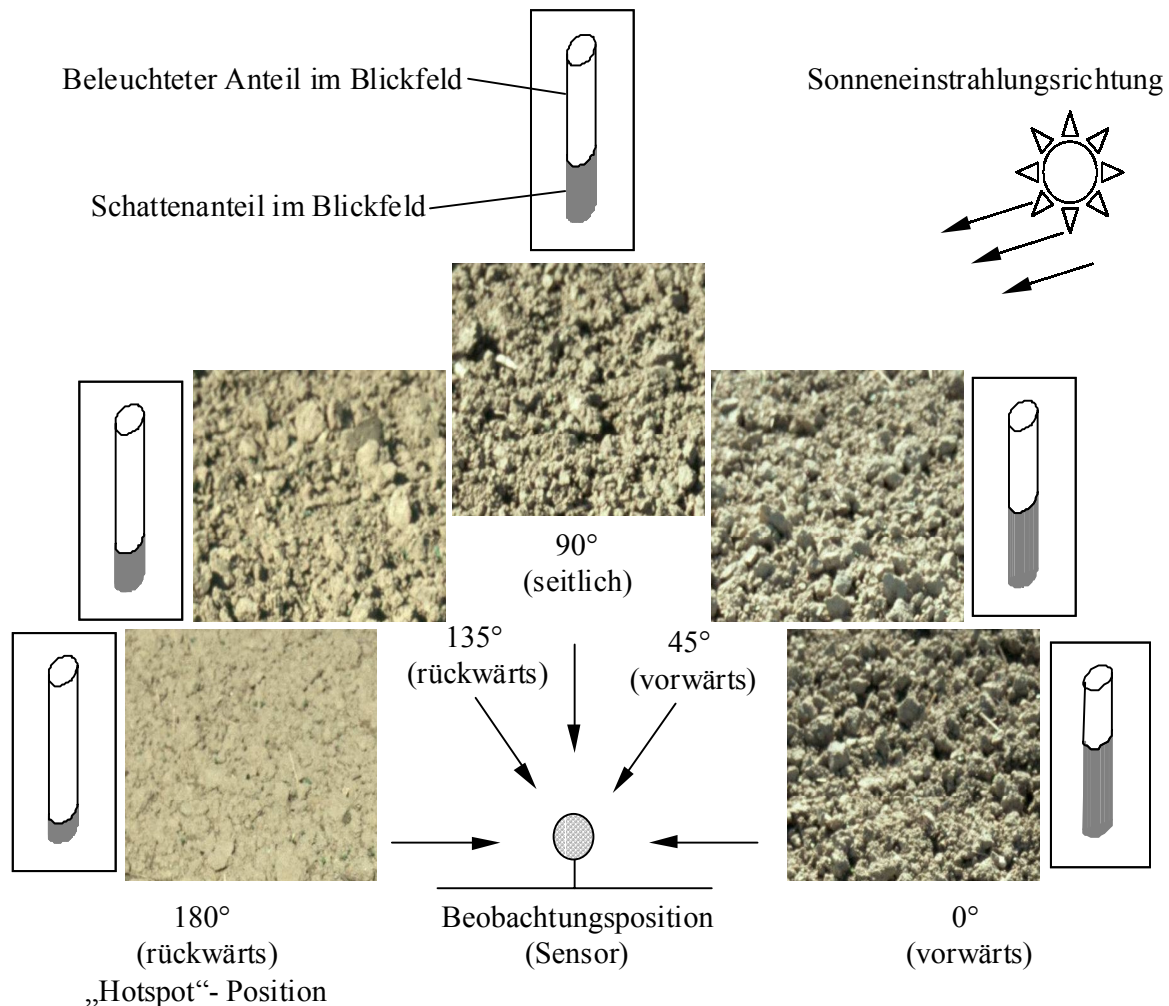 Beleuchteter Anteil im Blickfeld
Sonneneinstrahlungsrichtung
Schattenanteil im Blickfeld
90°
(seitlich)
135°
(rückwärts)
45°
(vorwärts)
180°
(rückwärts)
„Hotspot“- Position
Beobachtungsposition
(Sensor)
0°
(vorwärts)